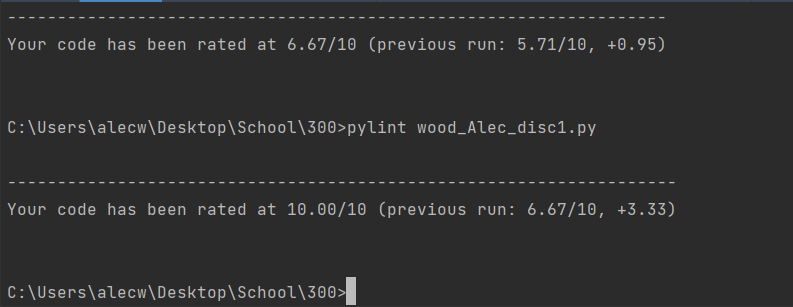 ------------------------------------------------------------------
Your code has been rated at 6.67/10 (previous run: 5.71/10, +0.95)
C:\Users\alecw\Desktop\School\300>pylint wood_Alec_disc1.py
-------------------------------------------------------------------
Your code has been rated at 10.00/10 (previous run: 6.67/10, +3.33)
C:\Users\alecw\Desktop\School\300>